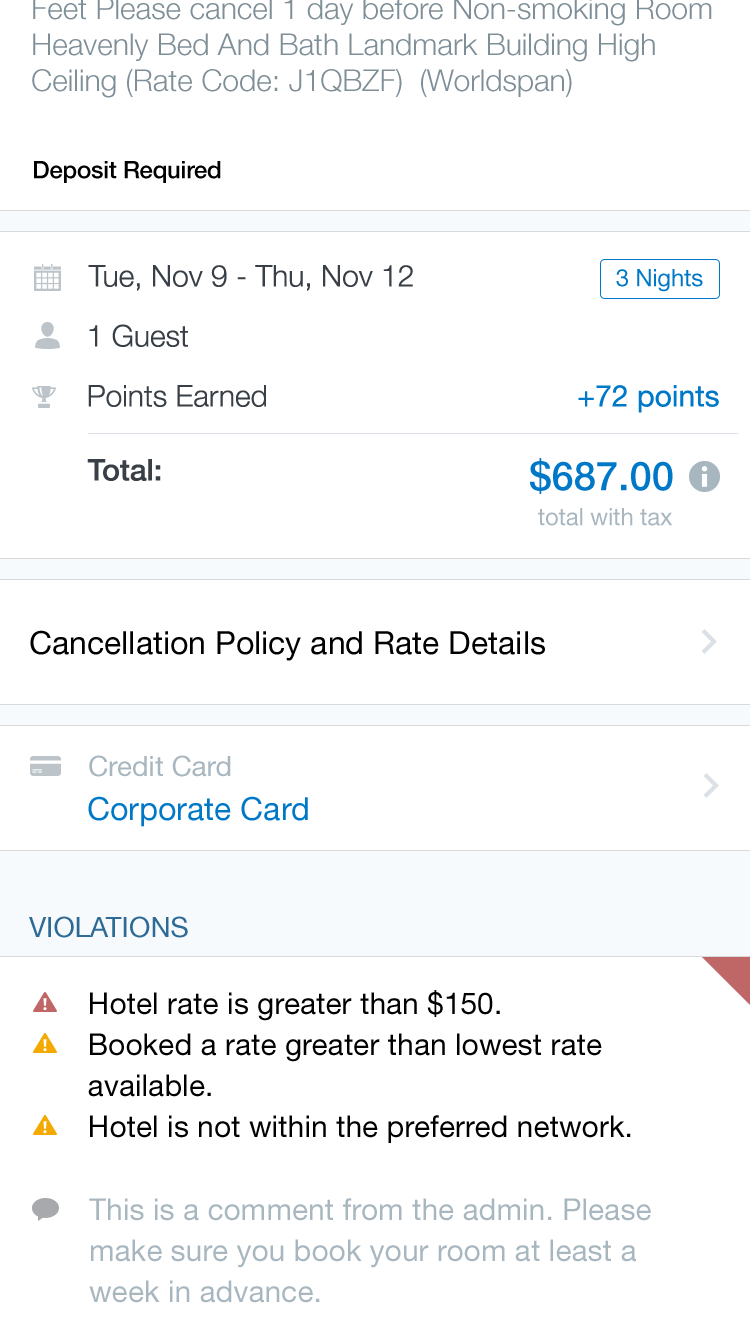 Feet Please cancel 1 day before Non-smoking Room
Heavenly Bed And Bath Landmark Building High
Ceiling (Rate Code: J1QBZF)  (Worldspan)
Deposit Required
Tue, Nov 9 - Thu, Nov 12
3 Nights
1 Guest
Points Earned
+72 points
Total:
$687.00
total with tax
Cancellation Policy and Rate Details
Credit Card
Corporate Card
VIOLATIONS
Hotel rate is greater than $150.
Booked a rate greater than lowest rate
available.
Hotel is not within the preferred network.
This is a comment from the admin. Please
make sure you book your room at least a
week in advance.